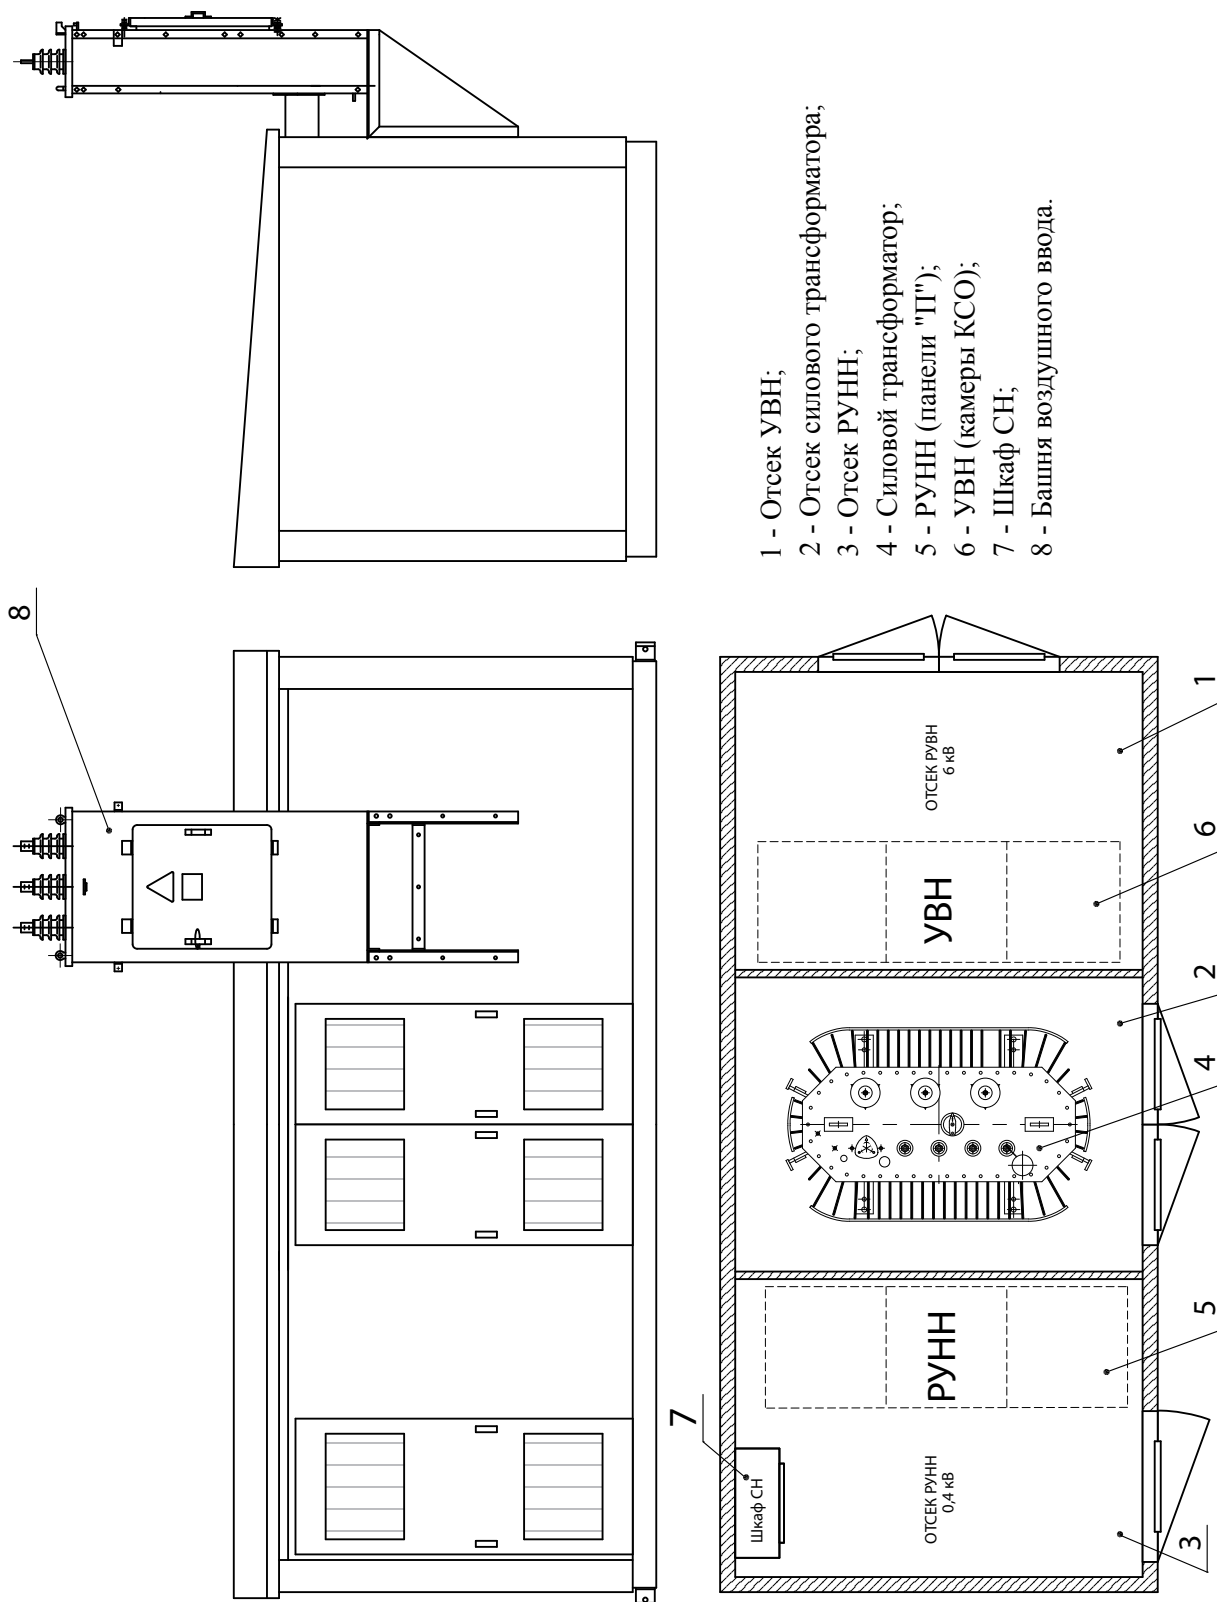 8
1 - Отсек УВН;
2 - Отсек силового трансформатора;
3 - Отсек РУНН;
4 - Силовой трансформатор;
5 - РУНН (панели "П");
6 - УВН (камеры КСО);
7 - Шкаф СН;
8 - Башня воздушного ввода.
7
Шкаф СН
ОТСЕК РУНН
0,4 кВ
РУНН
УВН
ОТСЕК РУВН
6 кВ
3
5
4
2
6
1